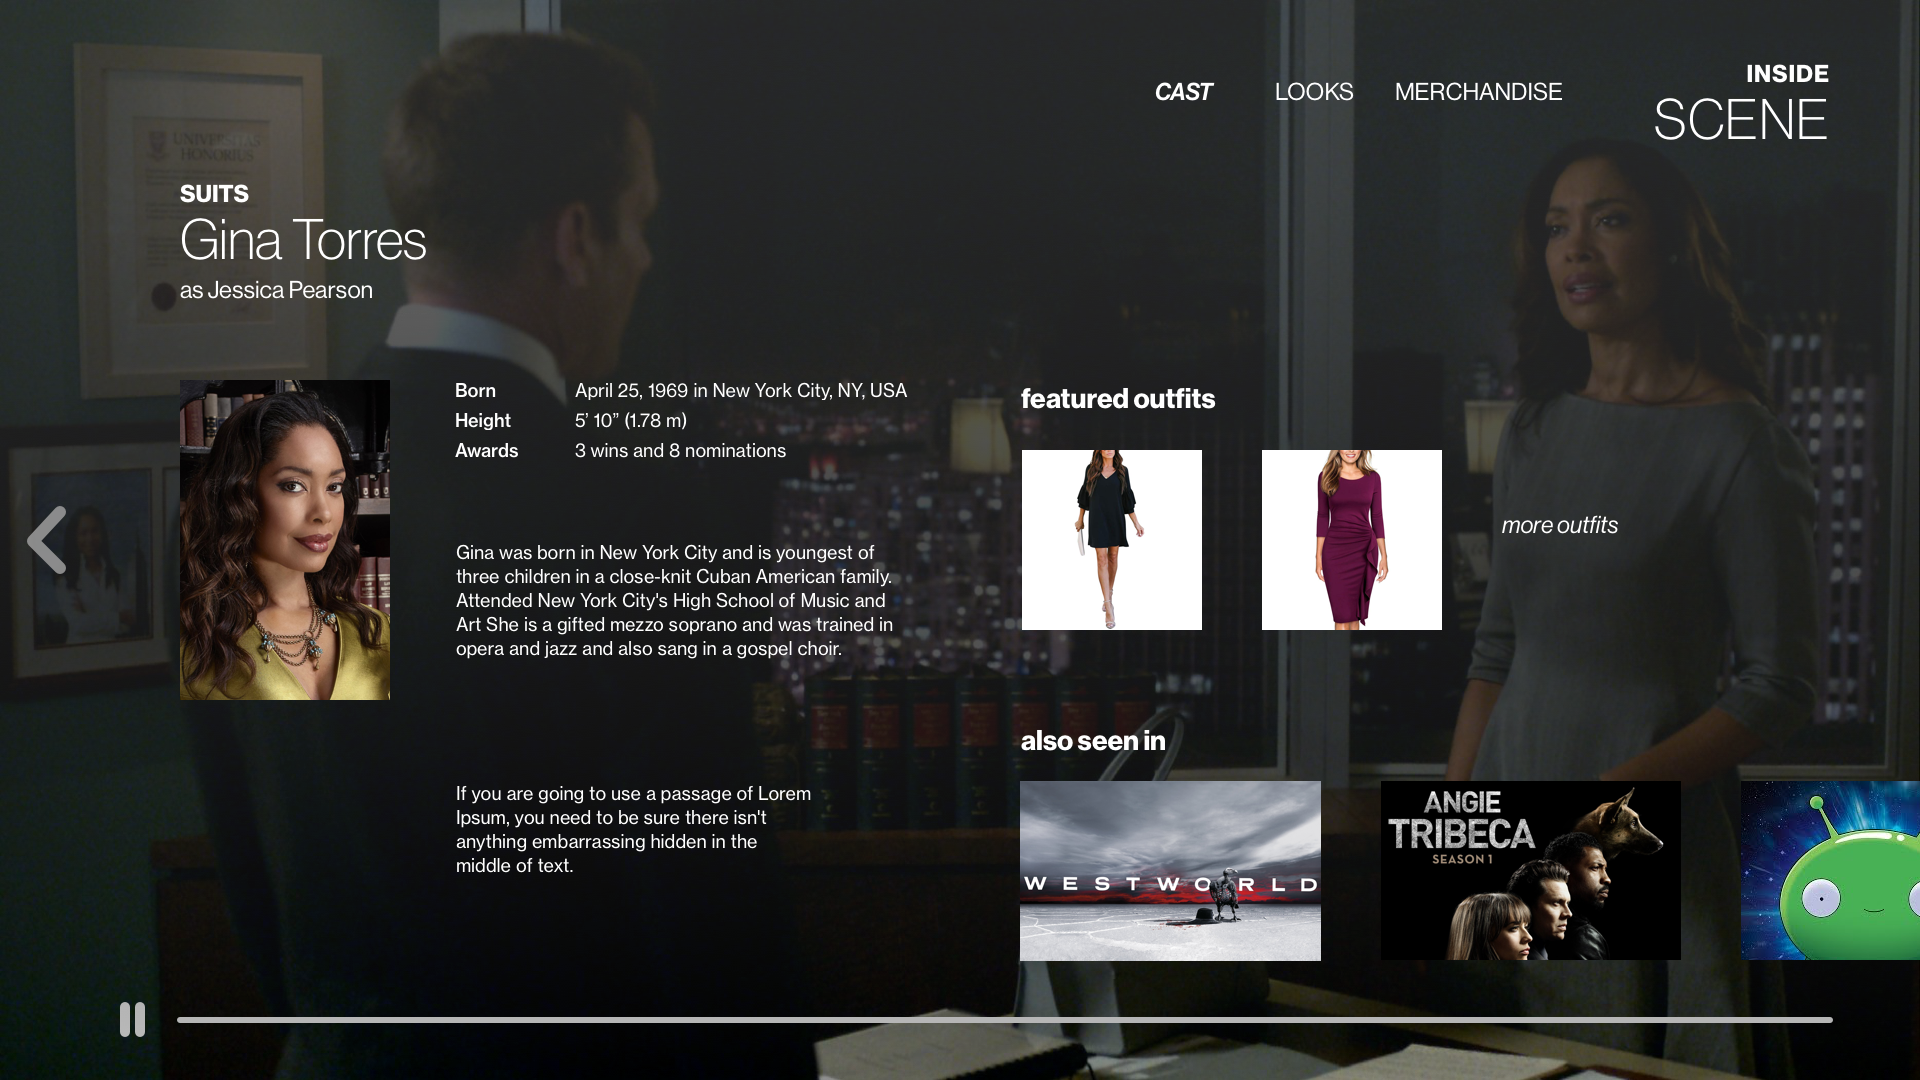 CAST LOOKS MERCHANDISE
INSIDE
SCENE
UNIVERSITAS
HONORIUS
SUITS
Gina Torres
as Jessica Pearson
Born April 25, 1969 in New York City, NY, USA
Height 5’ 10” (1.78 m)
Awards 3 wins and 8 nominations
Gina was born in New York City and is youngest of
three children in a close-knit Cuban American family.
Attended New York City's High School of Music and
Art She is a gifted mezzo soprano and was trained in
opera and jazz and also sang in a gospel choir.
If you are going to use a passage of Lorem
Ipsum, you need to be sure there isn't
anything embarrassing hidden in the
middle of text.
featured outfits
more outfits
also seen in
WESTWORLD
ANGIE
TRIBECA
SEASON 1